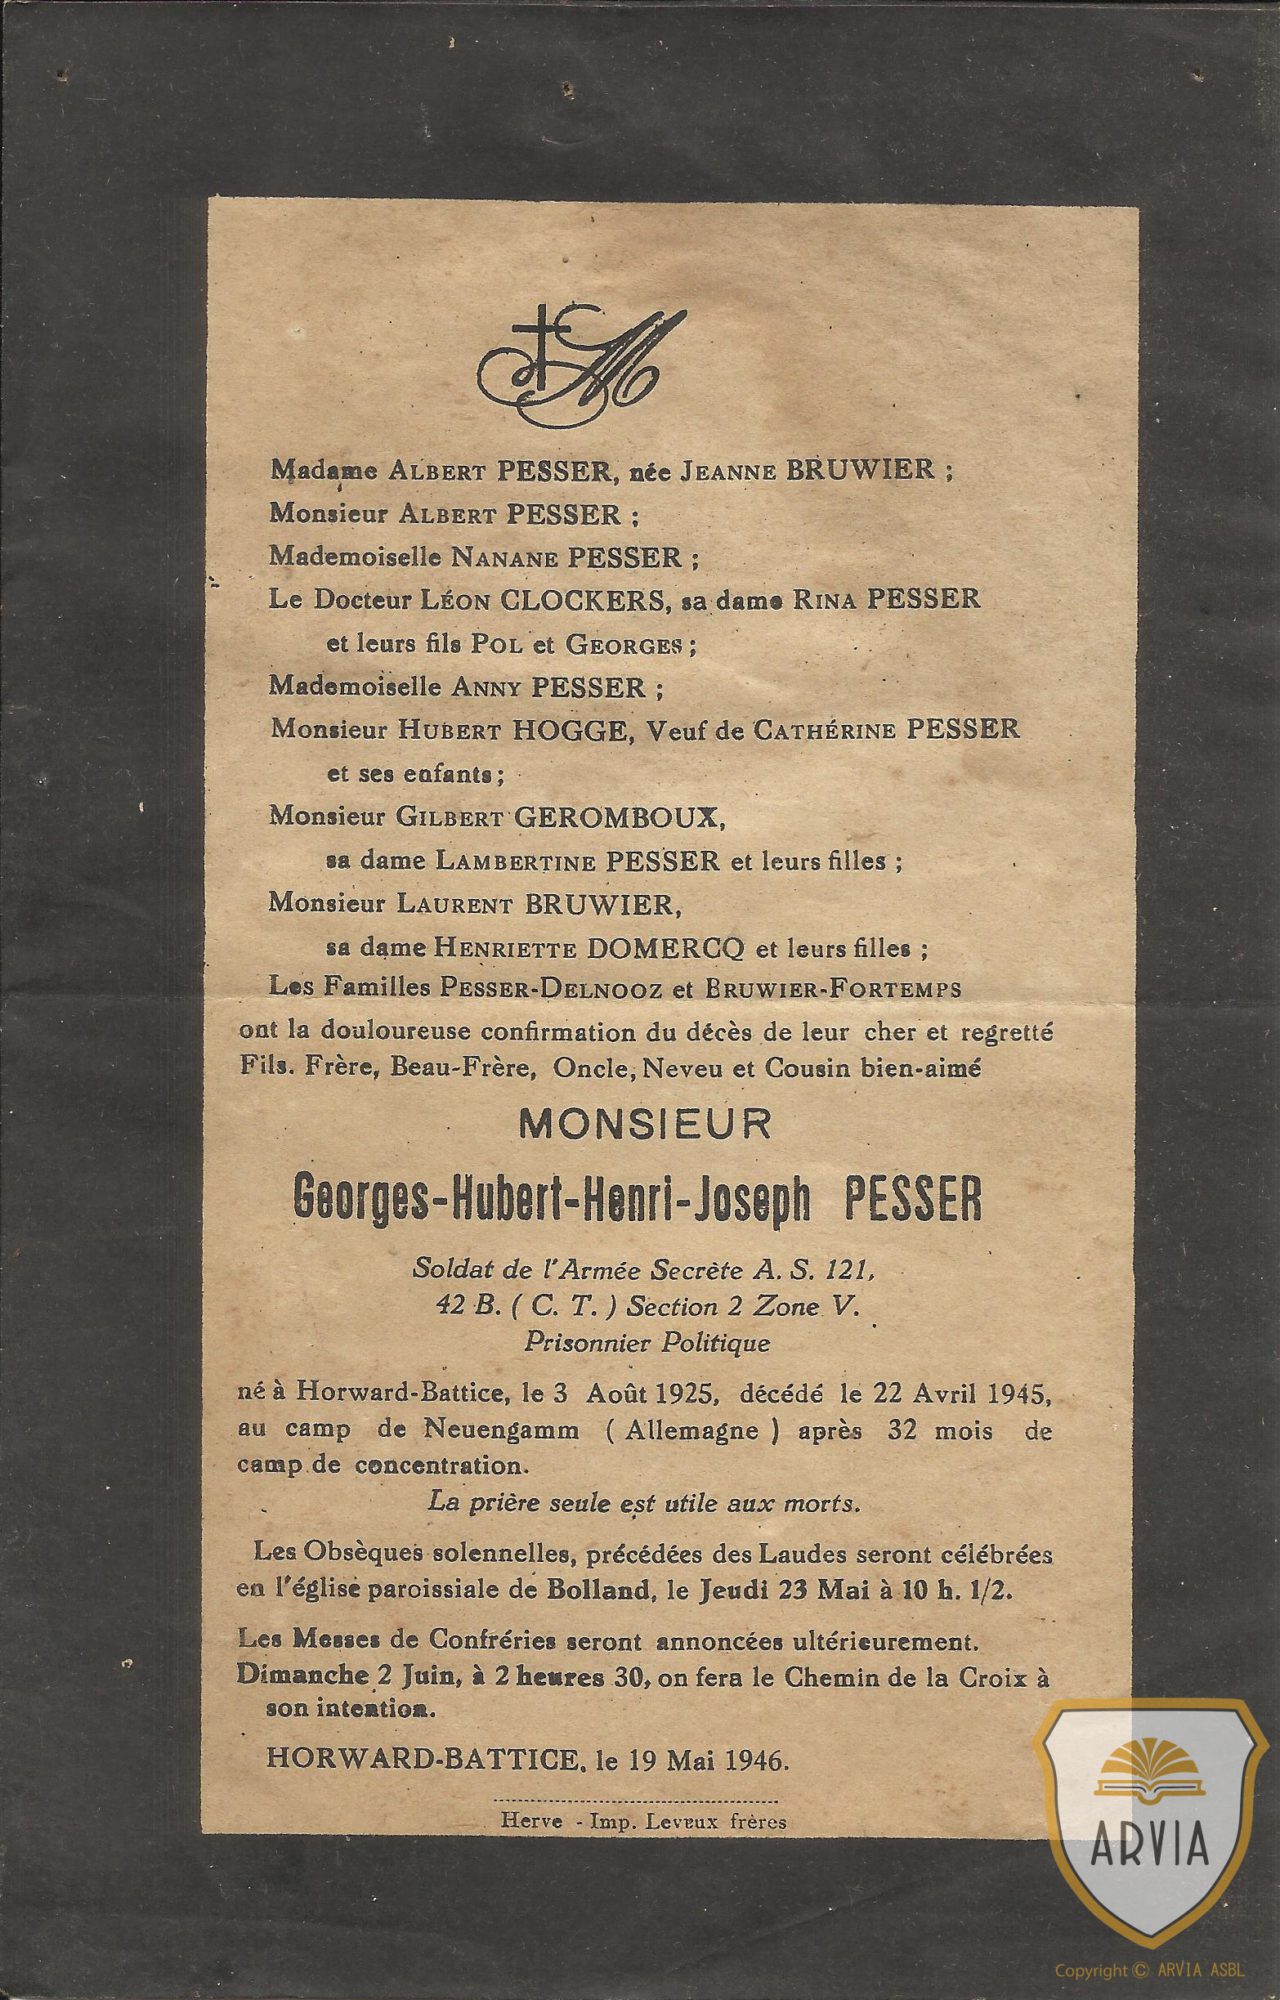 M
Madame ALBERT PESSER, née JEANNE BRUWIER ;
Monsieur ALBERT PESSER ;
Mademoiselle NANANE PESSER ;
Le Docteur LÉON CLOCKERS, sa dame RINA PESSER
et leurs fils POL et GEORGES ;
Mademoiselle ANNY PESSER ;
Monsieur HUBERT HOGGE, Veuf de CATHÉRINE PESSER
et ses enfants ;
Monsieur GILBERT GEROMBOUX,
sa dame LAMBERTINE PESSER et leurs filles ;
Monsieur LAURENT BRUWIER,
sa dame HENRIETTE DOMERCQ et leurs filles ;
Les Familles PESSER-DELNOOZ et BRUWIER-FORTEMPS
ont la douloureuse confirmation du décès de leur cher et regretté
Fils. Frère, Beau-Frère, Oncle, Neveu et Cousin bien-aimé
MONSIEUR
Georges-Hubert-Henri-Joseph PESSER
Soldat de l'Armée Secrète A. S. 121,
42 B. ( C. T. ) Section 2 Zone V.
Prisonnier Politique
né à Horward-Battice, le 3 Août 1925, décédé le 22 Avril 1945,
au camp de Neuengamm ( Allemagne ) après 32 mois de
camp de concentration.
La prière seule est utile aux morts.
Les Obsèques solennelles, précédées des Laudes seront célébrées
en l'église paroissiale de Bolland, le Jeudi 23 Mai à 10 h. 1/2.
Les Messes de Confréries seront annoncées ultérieurement.
Dimanche 2 Juin, à 2 heures 30, on fera le Chemin de la Croix à
son intention.
HORWARD-BATTICE, le 19 Mai 1946.
Herve - Imp. Leveux frères
ARVIA
Copyright © ARVIA ASBL